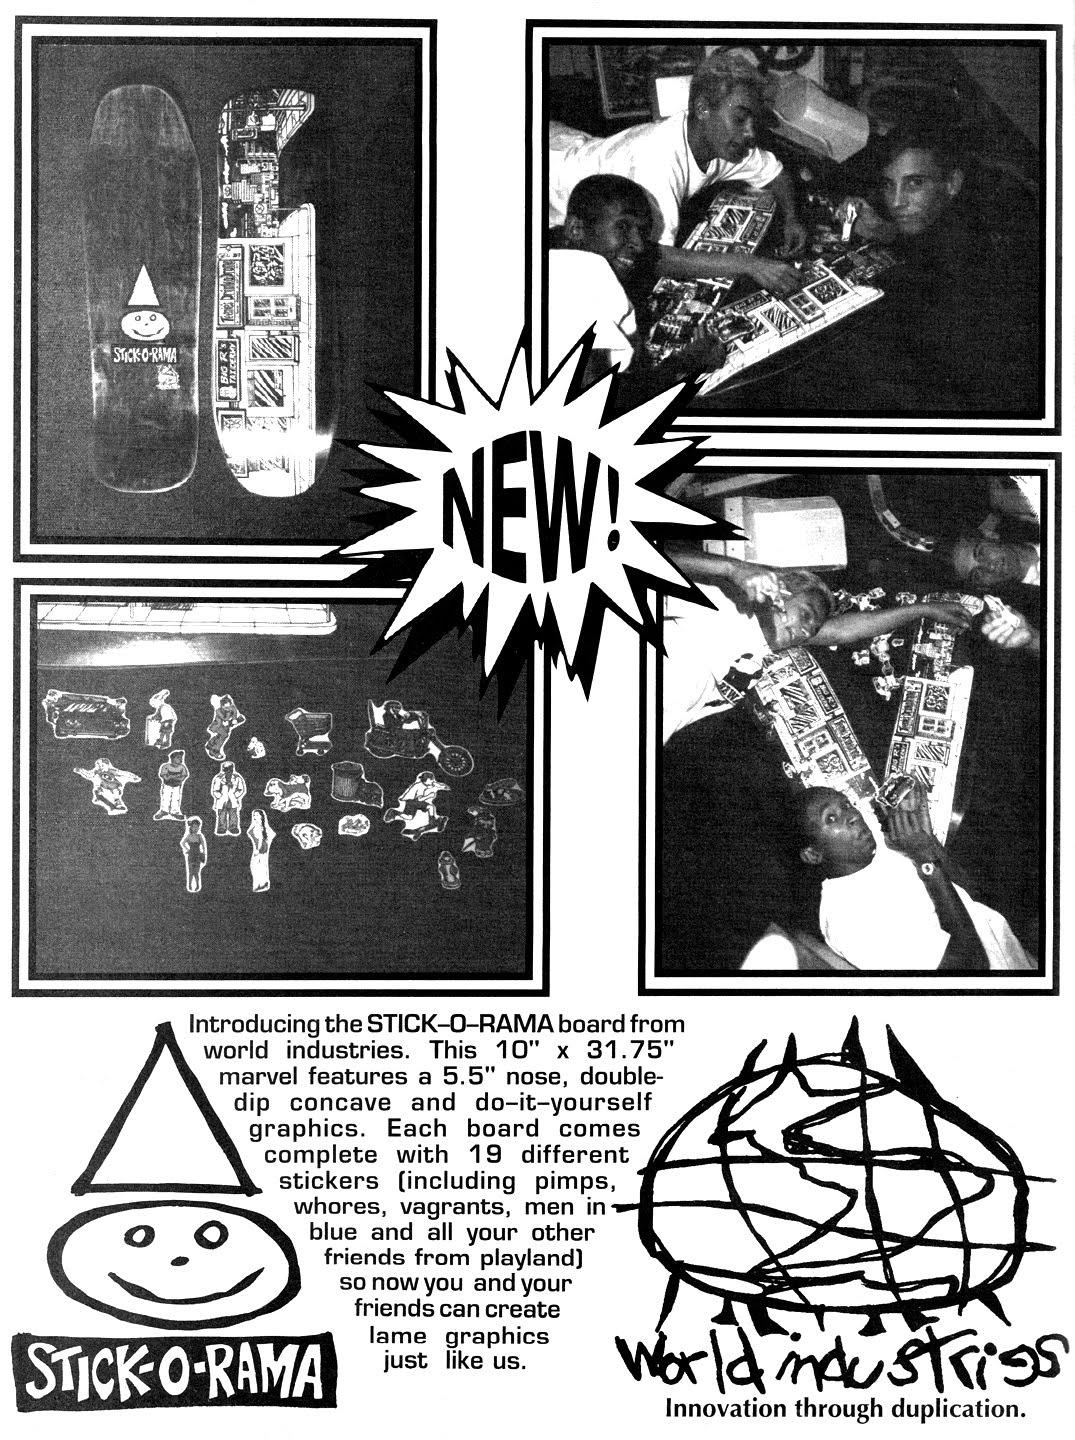 STICK-O-RAMA
BIG R'S
TAXIDERMY
NEW!
Introducing the STICK-O-RAMA board from
world industries. This 10" x 31.75"
marvel features a 5.5" nose, double-
dip concave and do-it-yourself
graphics. Each board comes
complete with 19 different
stickers (including pimps,
whores, vagrants, men in
blue and all your other
friends from playland)
so now you and your
friends can create
lame graphics
just like us.
STICK-O-RAMA
World industries
Innovation through duplication.